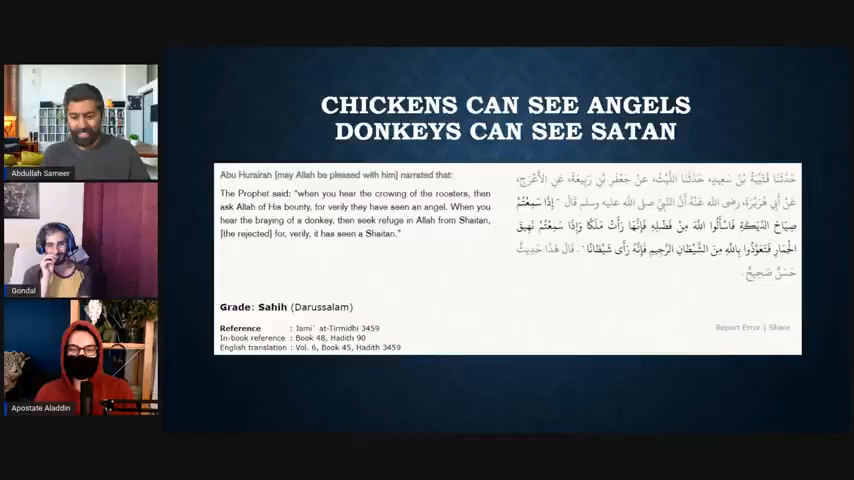 CHICKENS CAN SEE ANGELS
DONKEYS CAN SEE SATAN
Abu Hurairah [may Allah be pleased with him] narrated that:
The Prophet said: "when you hear the crowing of the roosters, then
ask Allah of His bounty, for verily they have seen an angel. When you
hear the braying of a donkey, then seek refuge in Allah from Shaitan,
[the rejected] for, verily, it has seen a Shaitan."
حَدَّثَنَا قُتَيْبَةُ بْنُ سَعِيدٍ، حَدَّثَنَا اللَّيْثُ، عَنْ جَعْفَرِ بْنِ رَبِيعَةَ، عَنِ الأَعْرَجِ،
عَنْ أَبِي هُرَيْرَةَ، رضى الله عنه أَنَّ النَّبِيَّ صلى الله عليه وسلم قَالَ " إِذَا سَمِعْتُمْ
صِيَاحَ الدِّيَكَةِ فَاسْأَلُوا اللَّهَ مِنْ فَضْلِهِ فَإِنَّهَا رَأَتْ مَلَكًا وَإِذَا سَمِعْتُمْ نَهِيقَ
الْحِمَارِ فَتَعَوَّذُوا بِاللَّهِ مِنَ الشَّيْطَانِ الرَّجِيمِ فَإِنَّهُ رَأَى شَيْطَانًا " . قَالَ هَذَا حَدِيثٌ
حَسَنٌ صَحِيحٌ .
Grade: Sahih (Darussalam)
Reference : Jami` at-Tirmidhi 3459
In-book reference : Book 48, Hadith 90
English translation : Vol. 6, Book 45, Hadith 3459
Report Error | Share
Abdullah Sameer
Gondal
Apostate Aladdin